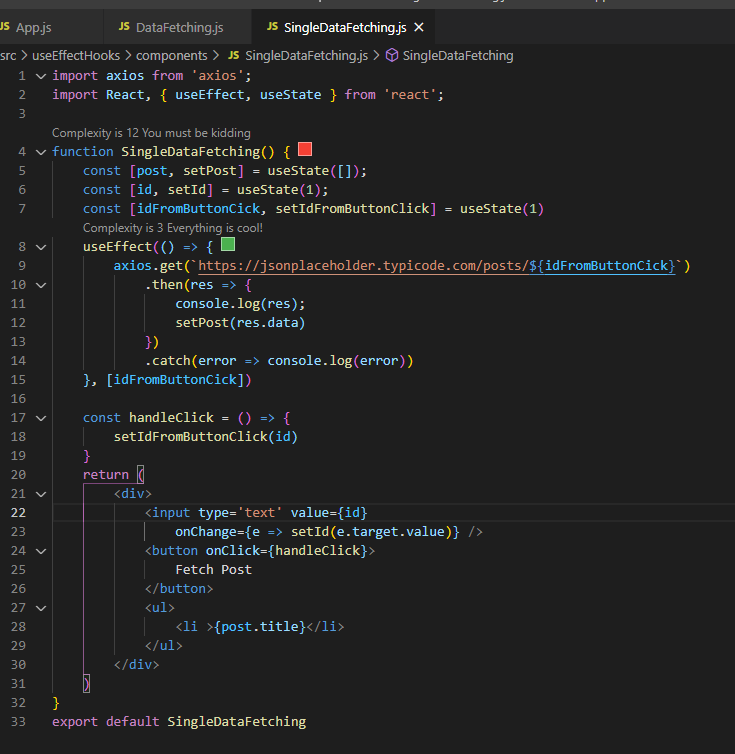 JS App.js JS DataFetching.js JS SingleDataFetching.js ×
src > useEffectHooks > components > JS SingleDataFetching.js > SingleDataFetching
1 import axios from 'axios';
2 import React, { useEffect, useState } from 'react';
3
Complexity is 12 You must be kidding
4 function SingleDataFetching() {
5 const [post, setPost] = useState([]);
6 const [id, setId] = useState(1);
7 const [idFromButtonCick, setIdFromButtonClick] = useState(1)
Complexity is 3 Everything is cool!
8 useEffect(() => {
9 axios.get(`https://jsonplaceholder.typicode.com/posts/${idFromButtonCick}`)
10 .then(res => {
11 console.log(res);
12 setPost(res.data)
13 })
14 .catch(error => console.log(error))
15 }, [idFromButtonCick])
16
17 const handleClick = () => {
18 setIdFromButtonClick(id)
19 }
20 return (
21 <div>
22 <input type='text' value={id}
23 onChange={e => setId(e.target.value)} />
24 <button onClick={handleClick}>
25 Fetch Post
26 </button>
27 <ul>
28 <li >{post.title}</li>
29 </ul>
30 </div>
31 )
32 }
33 export default SingleDataFetching